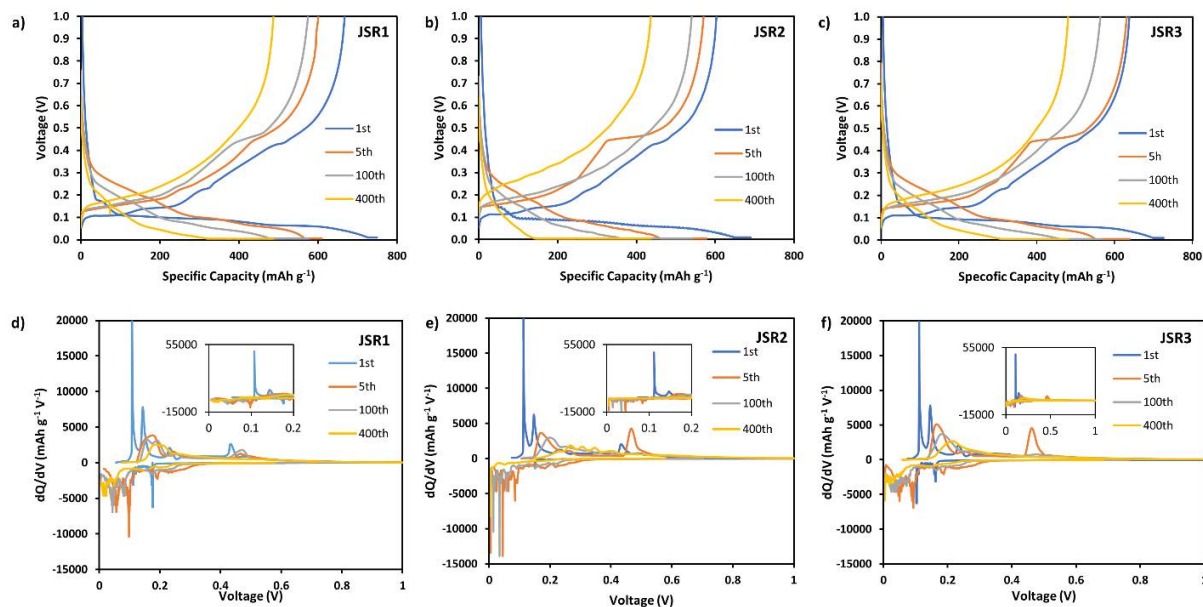 a)
JSR1
1.0
0.9
0.8
0.7
0.6
0.5
0.4
0.3
0.2
0.1
0.0
Voltage (V)
1st
5th
100th
400th
0 200 400 600 800
Specific Capacity (mAh g⁻¹)
b)
JSR2
1.0
0.9
0.8
0.7
0.6
0.5
0.4
0.3
0.2
0.1
0.0
Voltage (V)
1st
5th
100th
400th
0 200 400 600 800
Specific Capacity (mAh g⁻¹)
c)
JSR3
1.0
0.9
0.8
0.7
0.6
0.5
0.4
0.3
0.2
0.1
0.0
Voltage (V)
1st
5h
100th
400th
0 200 400 600 800
Specofic Capacity (mAh g⁻¹)
d)
JSR1
20000
15000
10000
5000
0
-5000
-10000
-15000
dQ/dV (mAh g⁻¹ V⁻¹)
55000
-15000
0 0.1 0.2
1st
5th
100th
400th
0 0.2 0.4 0.6 0.8 1
Voltage (V)
e)
JSR2
20000
15000
10000
5000
0
-5000
-10000
-15000
dQ/dV (mAh g⁻¹ V⁻¹)
55000
-15000
0 0.1 0.2
1st
5th
100th
400th
0 0.2 0.4 0.6 0.8 1
Voltage (V)
f)
JSR3
20000
15000
10000
5000
0
-5000
-10000
-15000
dQ/dV (mAh g⁻¹ V⁻¹)
55000
-15000
0 0.5 1
1st
5th
100th
400th
0 0.2 0.4 0.6 0.8 1
Voltage (V)